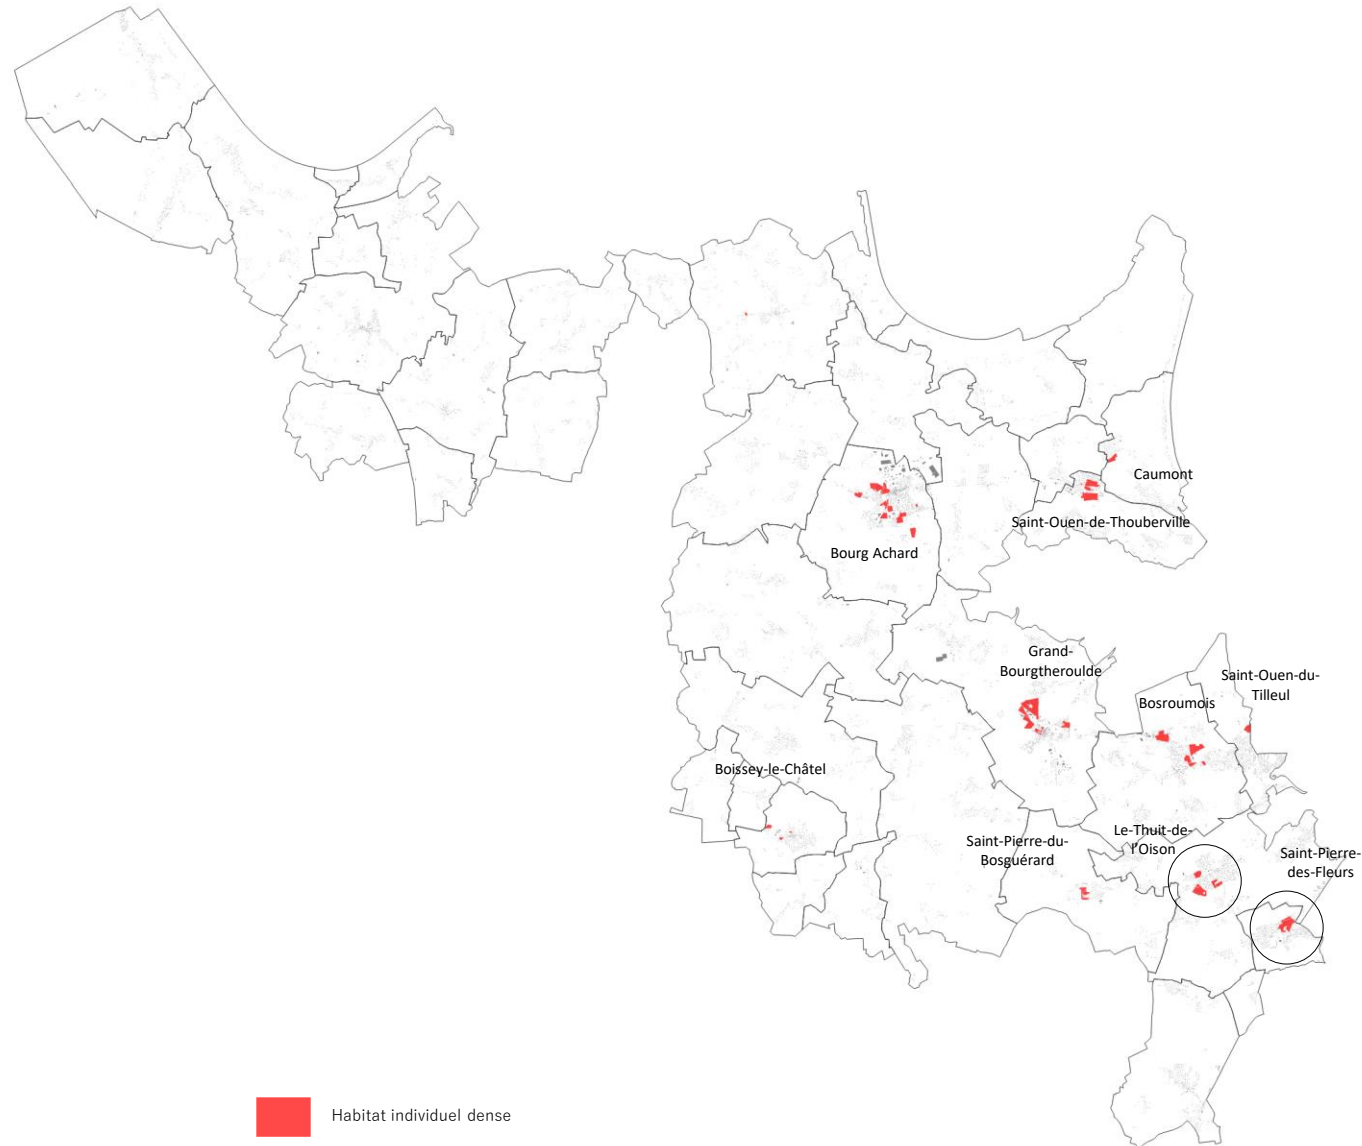 Caumont
Saint-Ouen-de-Thouberville
Bourg Achard
Grand-
Bourgtheroulde
Saint-Ouen-du-
Tilleul
Bosroumois
Boissey-le-Châtel
Le-Thuit-de-
l'Oison
Saint-Pierre-du-
Bosguérard
Saint-Pierre-
des-Fleurs
Habitat individuel dense